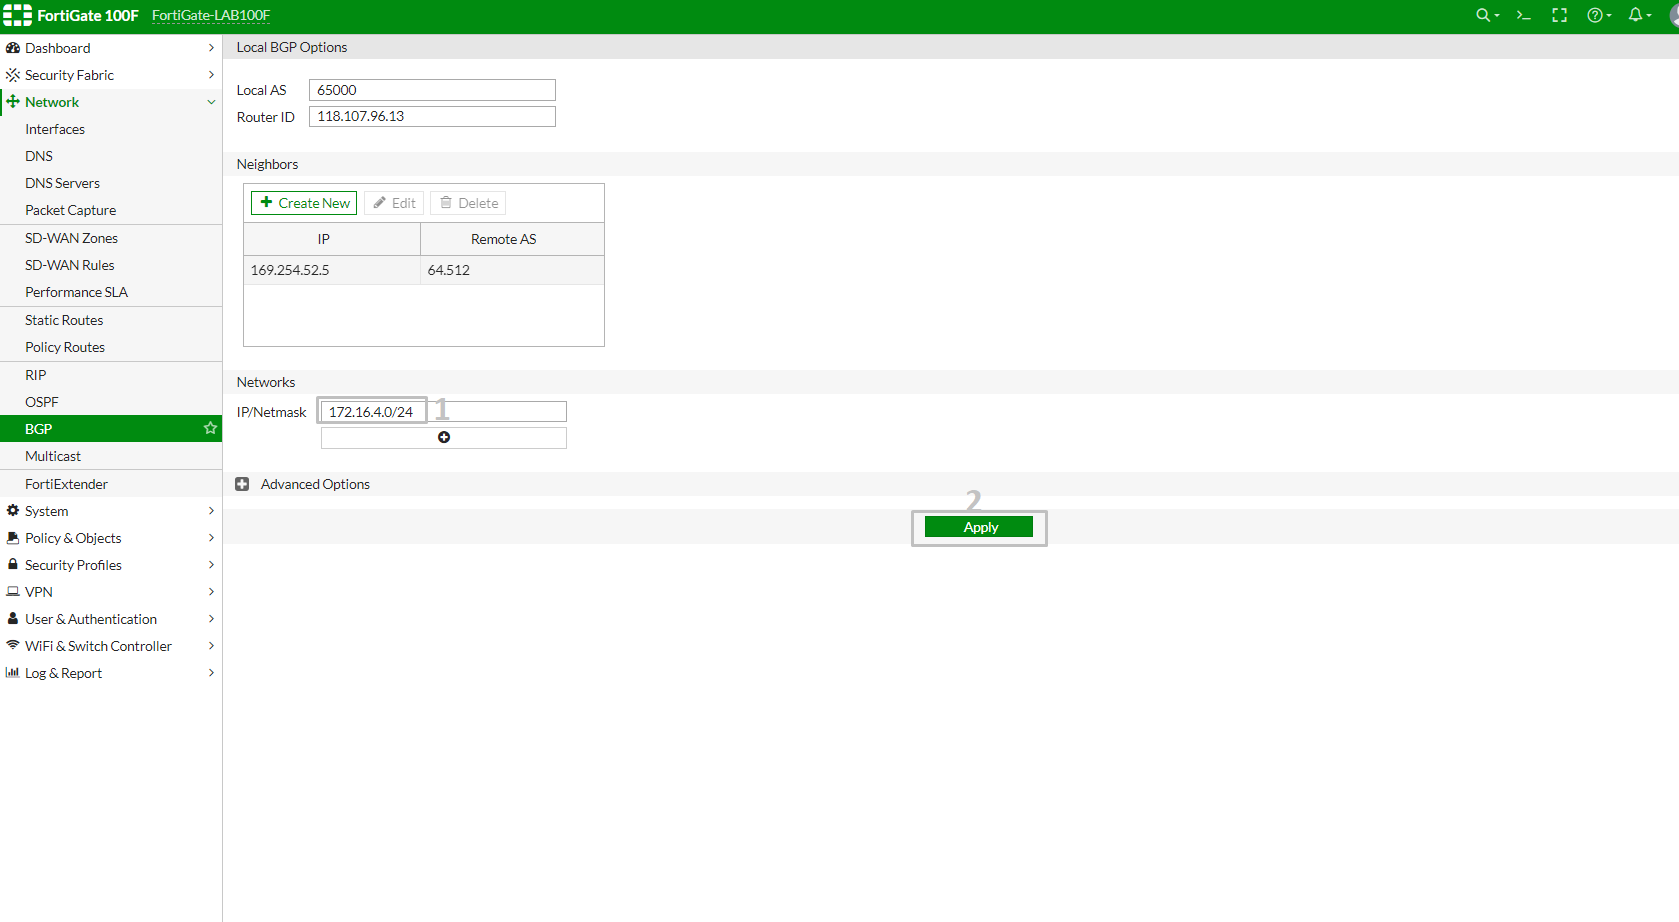 FortiGate 100F FortiGate-LAB100F
Dashboard
Security Fabric
Network
Interfaces
DNS
DNS Servers
Packet Capture
SD-WAN Zones
SD-WAN Rules
Performance SLA
Static Routes
Policy Routes
RIP
OSPF
BGP
Multicast
FortiExtender
System
Policy & Objects
Security Profiles
VPN
User & Authentication
WiFi & Switch Controller
Log & Report
Local BGP Options
Local AS 65000
Router ID 118.107.96.13
Neighbors
Create New Edit Delete
IP Remote AS
169.254.52.5 64.512
Networks
IP/Netmask 172.16.4.0/24 1
Advanced Options
2
Apply